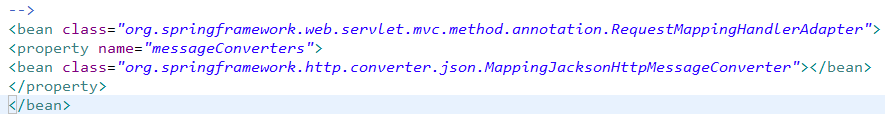 -->
<bean class="org.springframework.web.servlet.mvc.method.annotation.RequestMappingHandlerAdapter">
<property name="messageConverters">
<bean class="org.springframework.http.converter.json.MappingJacksonHttpMessageConverter"></bean>
</property>
</bean>